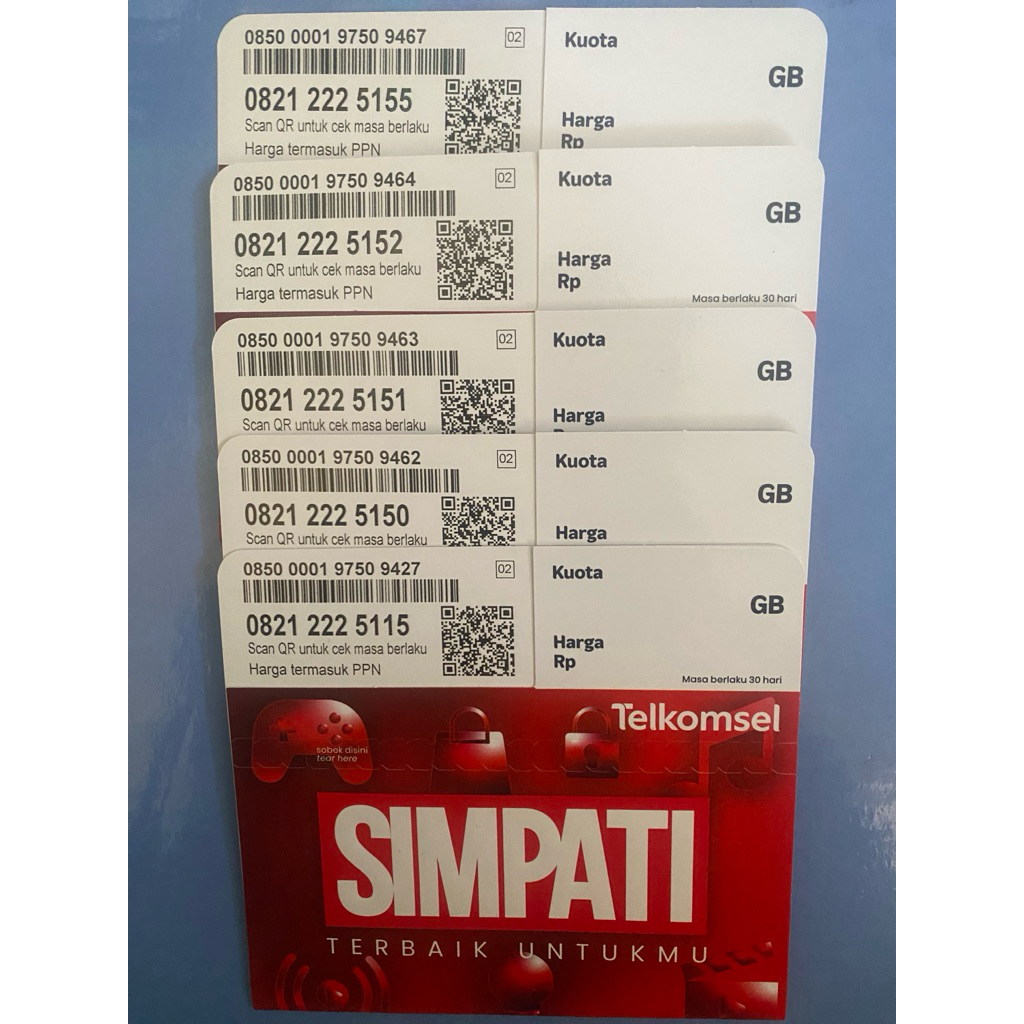 0850 0001 9750 9467
02
0821 222 5155
Scan QR untuk cek masa berlaku
Harga termasuk PPN
Kuota
GB
Harga
Rp
0850 0001 9750 9464
02
0821 222 5152
Scan QR untuk cek masa berlaku
Harga termasuk PPN
Kuota
GB
Harga
Rp
Masa berlaku 30 hari
0850 0001 9750 9463
02
0821 222 5151
Scan QR untuk cek masa berlaku
Kuota
GB
Harga
0850 0001 9750 9462
02
0821 222 5150
Scan QR untuk cek masa berlaku
Kuota
GB
Harga
0850 0001 9750 9427
02
0821 222 5115
Scan QR untuk cek masa berlaku
Harga termasuk PPN
Kuota
GB
Harga
Rp
Masa berlaku 30 hari
Telkomsel
sobek disini
tear here
SIMPATI
TERBAIK UNTUKMU